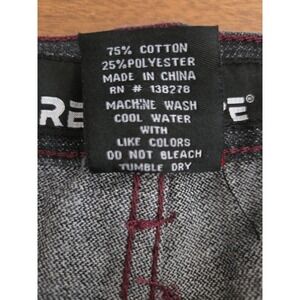 75% COTTON
25% POLYESTER
MADE IN CHINA
RN # 138278
MACHINE WASH
COOL WATER
WITH
LIKE COLORS
DO NOT BLEACH
TUMBLE DRY